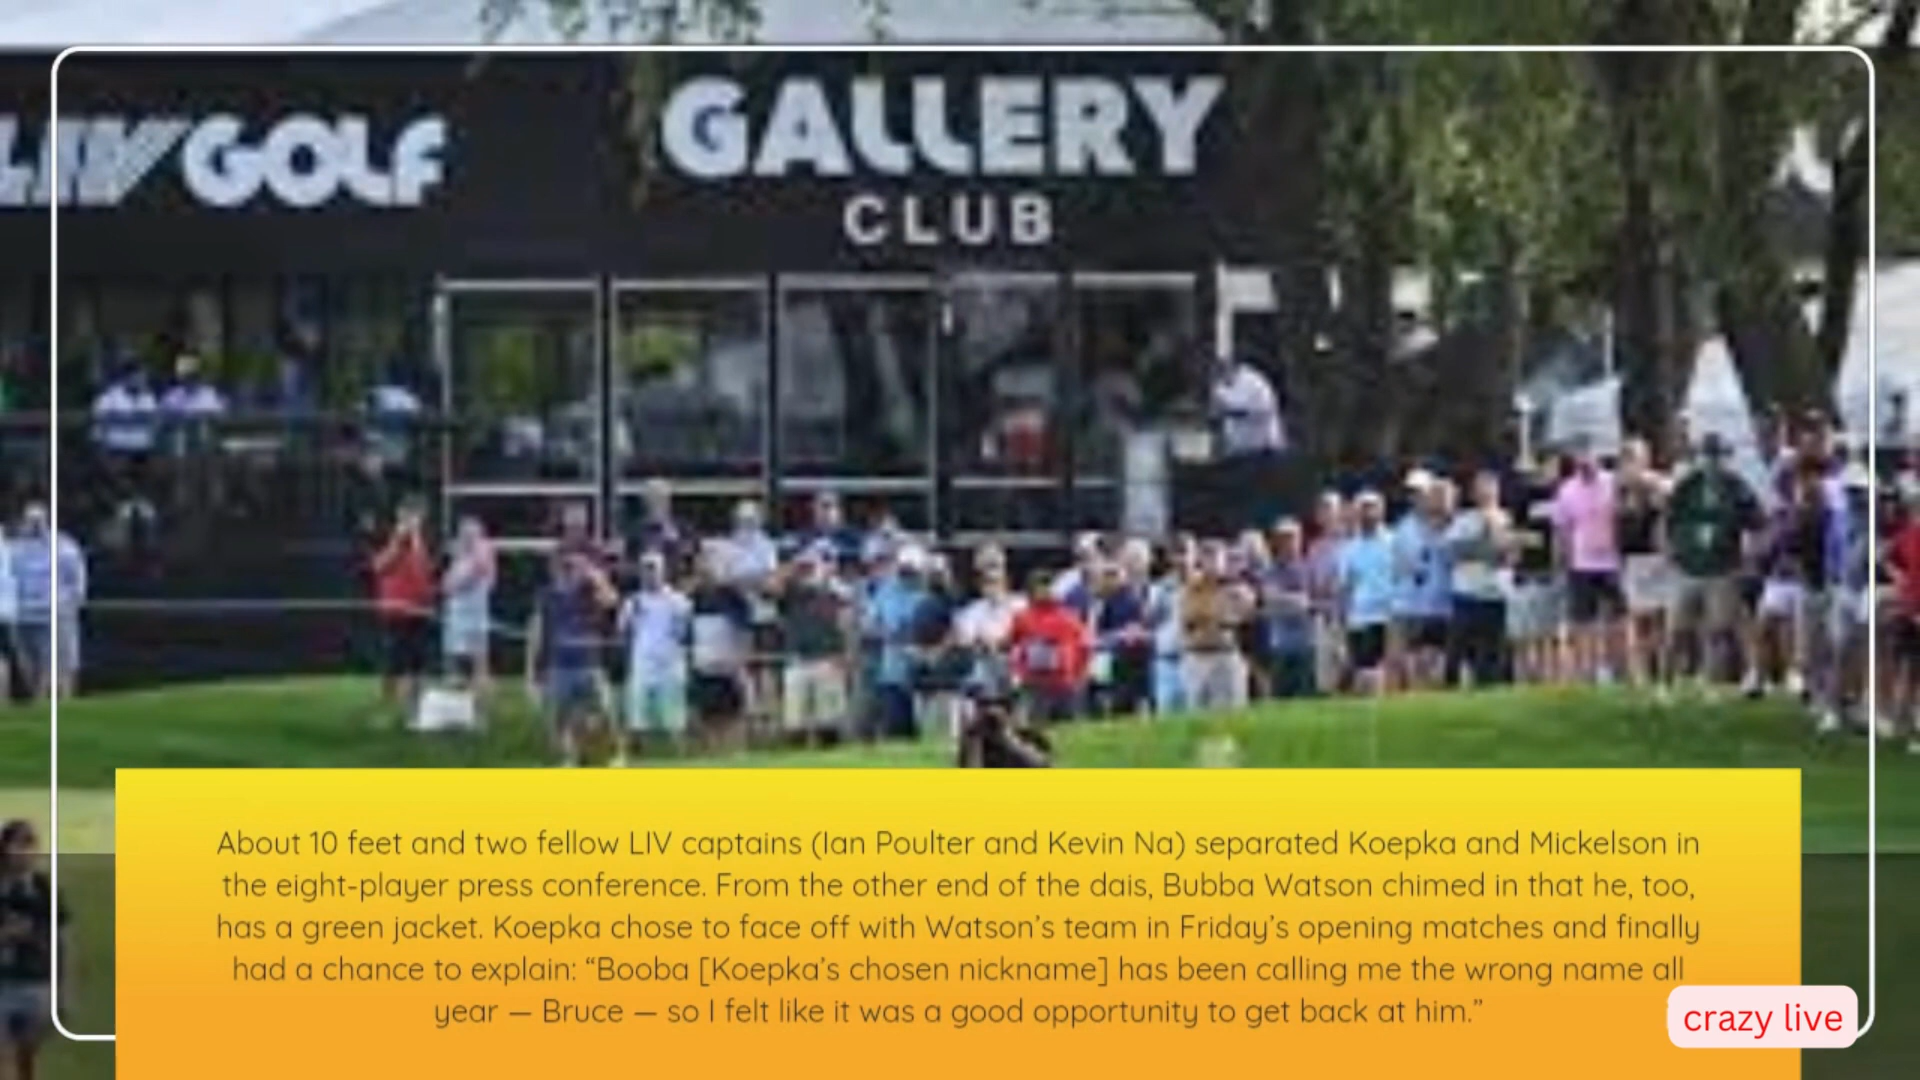 LIV GOLF
GALLERY
CLUB
About 10 feet and two fellow LIV captains (Ian Poulter and Kevin Na) separated Koepka and Mickelson in
the eight-player press conference. From the other end of the dais, Bubba Watson chimed in that he, too,
has a green jacket. Koepka chose to face off with Watson’s team in Friday’s opening matches and finally
had a chance to explain: “Booba [Koepka’s chosen nickname] has been calling me the wrong name all
year — Bruce — so I felt like it was a good opportunity to get back at him.”
crazy live